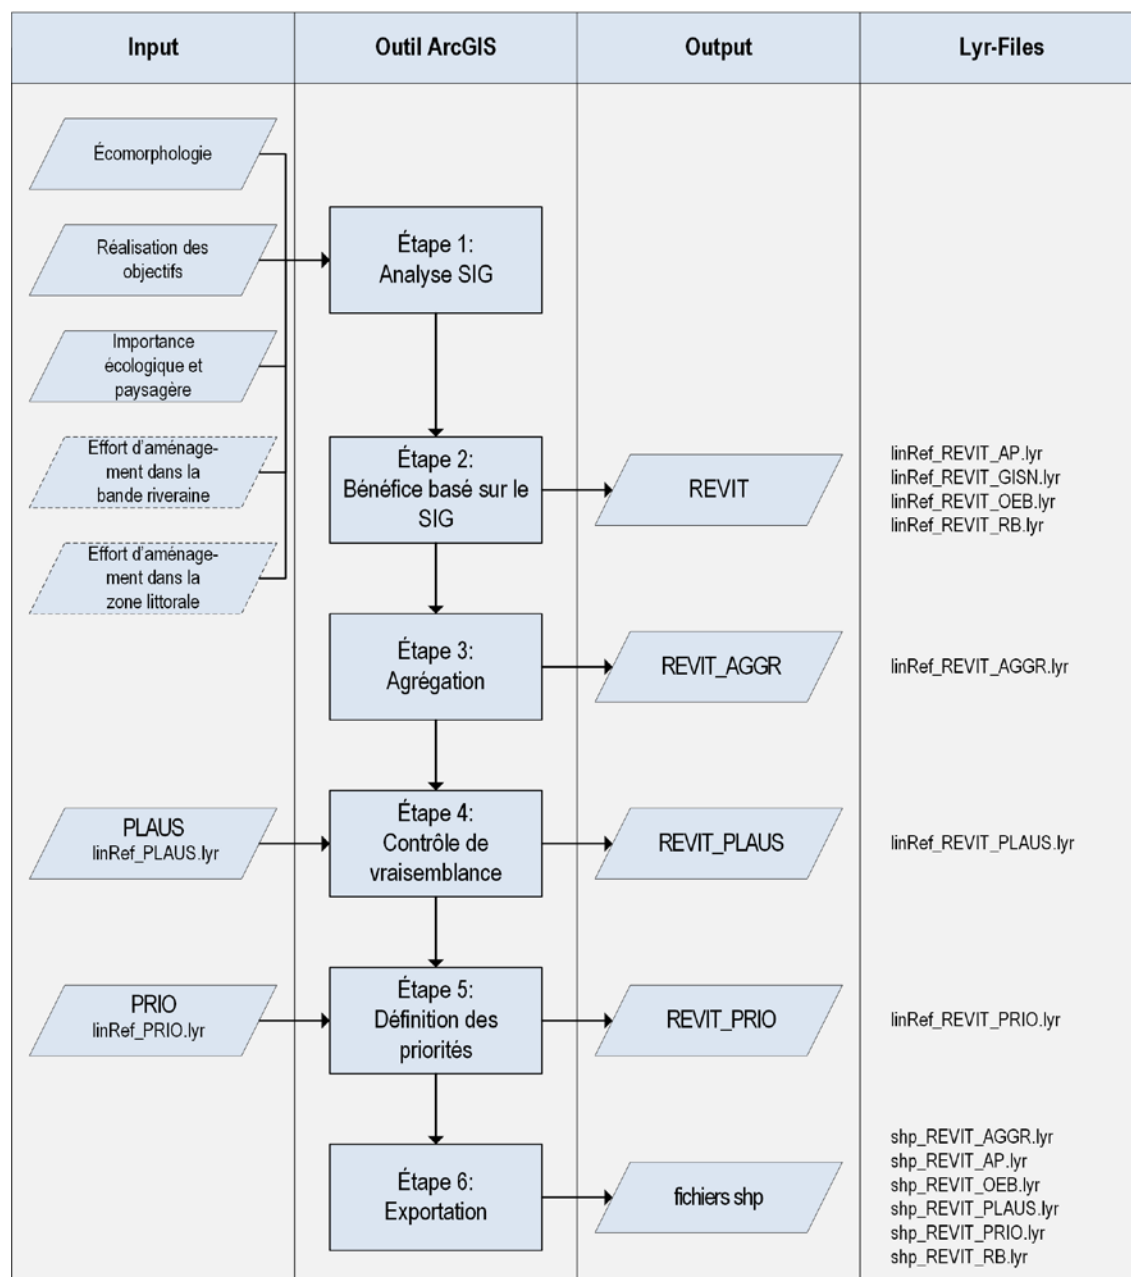 Input
Outil ArcGIS
Output
Lyr-Files
Écomorphologie
Réalisation des
objectifs
Importance
écologique et
paysagère
Effort d'aménage-
ment dans la
bande riveraine
Effort d'aménage-
ment dans la
zone littorale
Étape 1:
Analyse SIG
Étape 2:
Bénéfice basé sur le
SIG
REVIT
linRef_REVIT_AP.lyr
linRef_REVIT_GISN.lyr
linRef_REVIT_OEB.lyr
linRef_REVIT_RB.lyr
Étape 3:
Agrégation
REVIT_AGGR
linRef_REVIT_AGGR.lyr
PLAUS
linRef_PLAUS.lyr
Étape 4:
Contrôle de
vraisemblance
REVIT_PLAUS
linRef_REVIT_PLAUS.lyr
PRIO
linRef_PRIO.lyr
Étape 5:
Définition des
priorités
REVIT_PRIO
linRef_REVIT_PRIO.lyr
Étape 6:
Exportation
fichiers shp
shp_REVIT_AGGR.lyr
shp_REVIT_AP.lyr
shp_REVIT_OEB.lyr
shp_REVIT_PLAUS.lyr
shp_REVIT_PRIO.lyr
shp_REVIT_RB.lyr